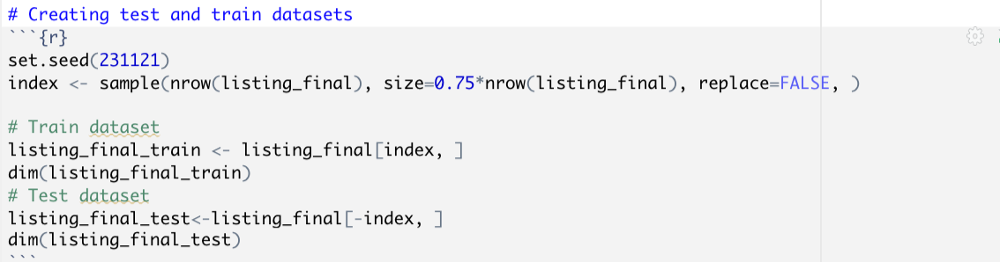 # Creating test and train datasets
```{r}
set.seed(231121)
index <- sample(nrow(listing_final), size=0.75*nrow(listing_final), replace=FALSE, )
# Train dataset
listing_final_train <- listing_final[index, ]
dim(listing_final_train)
# Test dataset
listing_final_test<-listing_final[-index, ]
dim(listing_final_test)
```